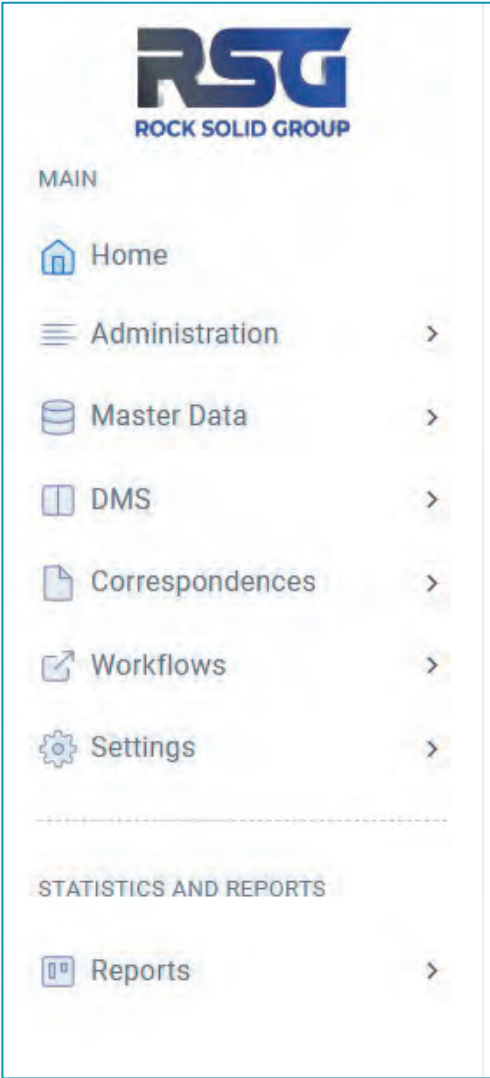 RSG
ROCK SOLID GROUP
MAIN
Home
Administration
Master Data
DMS
Correspondences
Workflows
Settings
STATISTICS AND REPORTS
Reports